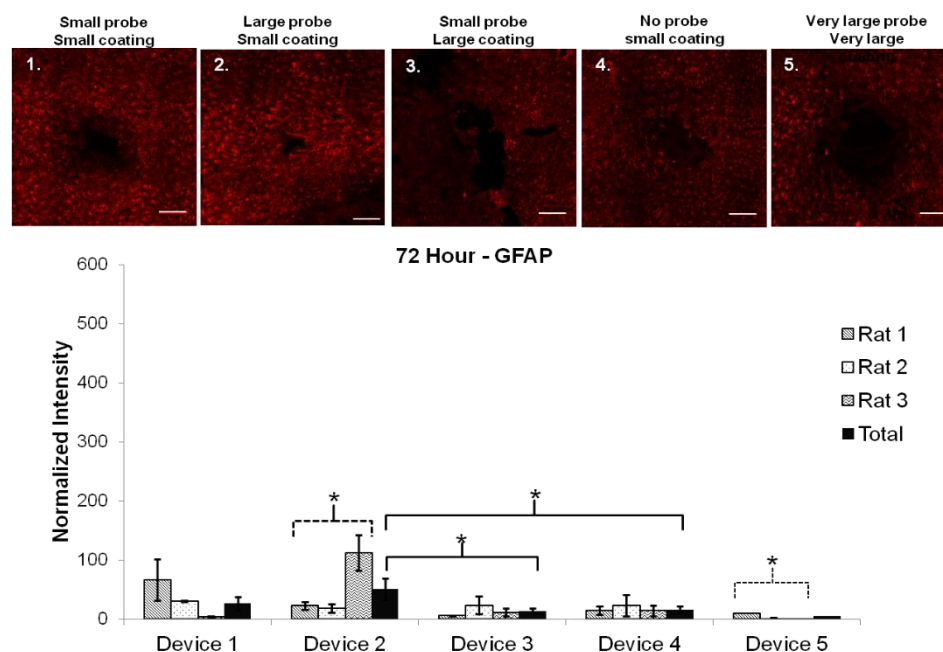 Small probe
Small coating
Large probe
Small coating
Small probe
Large coating
No probe
small coating
Very large probe
Very large
1.
2.
3.
4.
5.
72 Hour - GFAP
Normalized Intensity
600
500
400
300
200
100
0
*
*
*
*
Rat 1
Rat 2
Rat 3
Total
Device 1
Device 2
Device 3
Device 4
Device 5